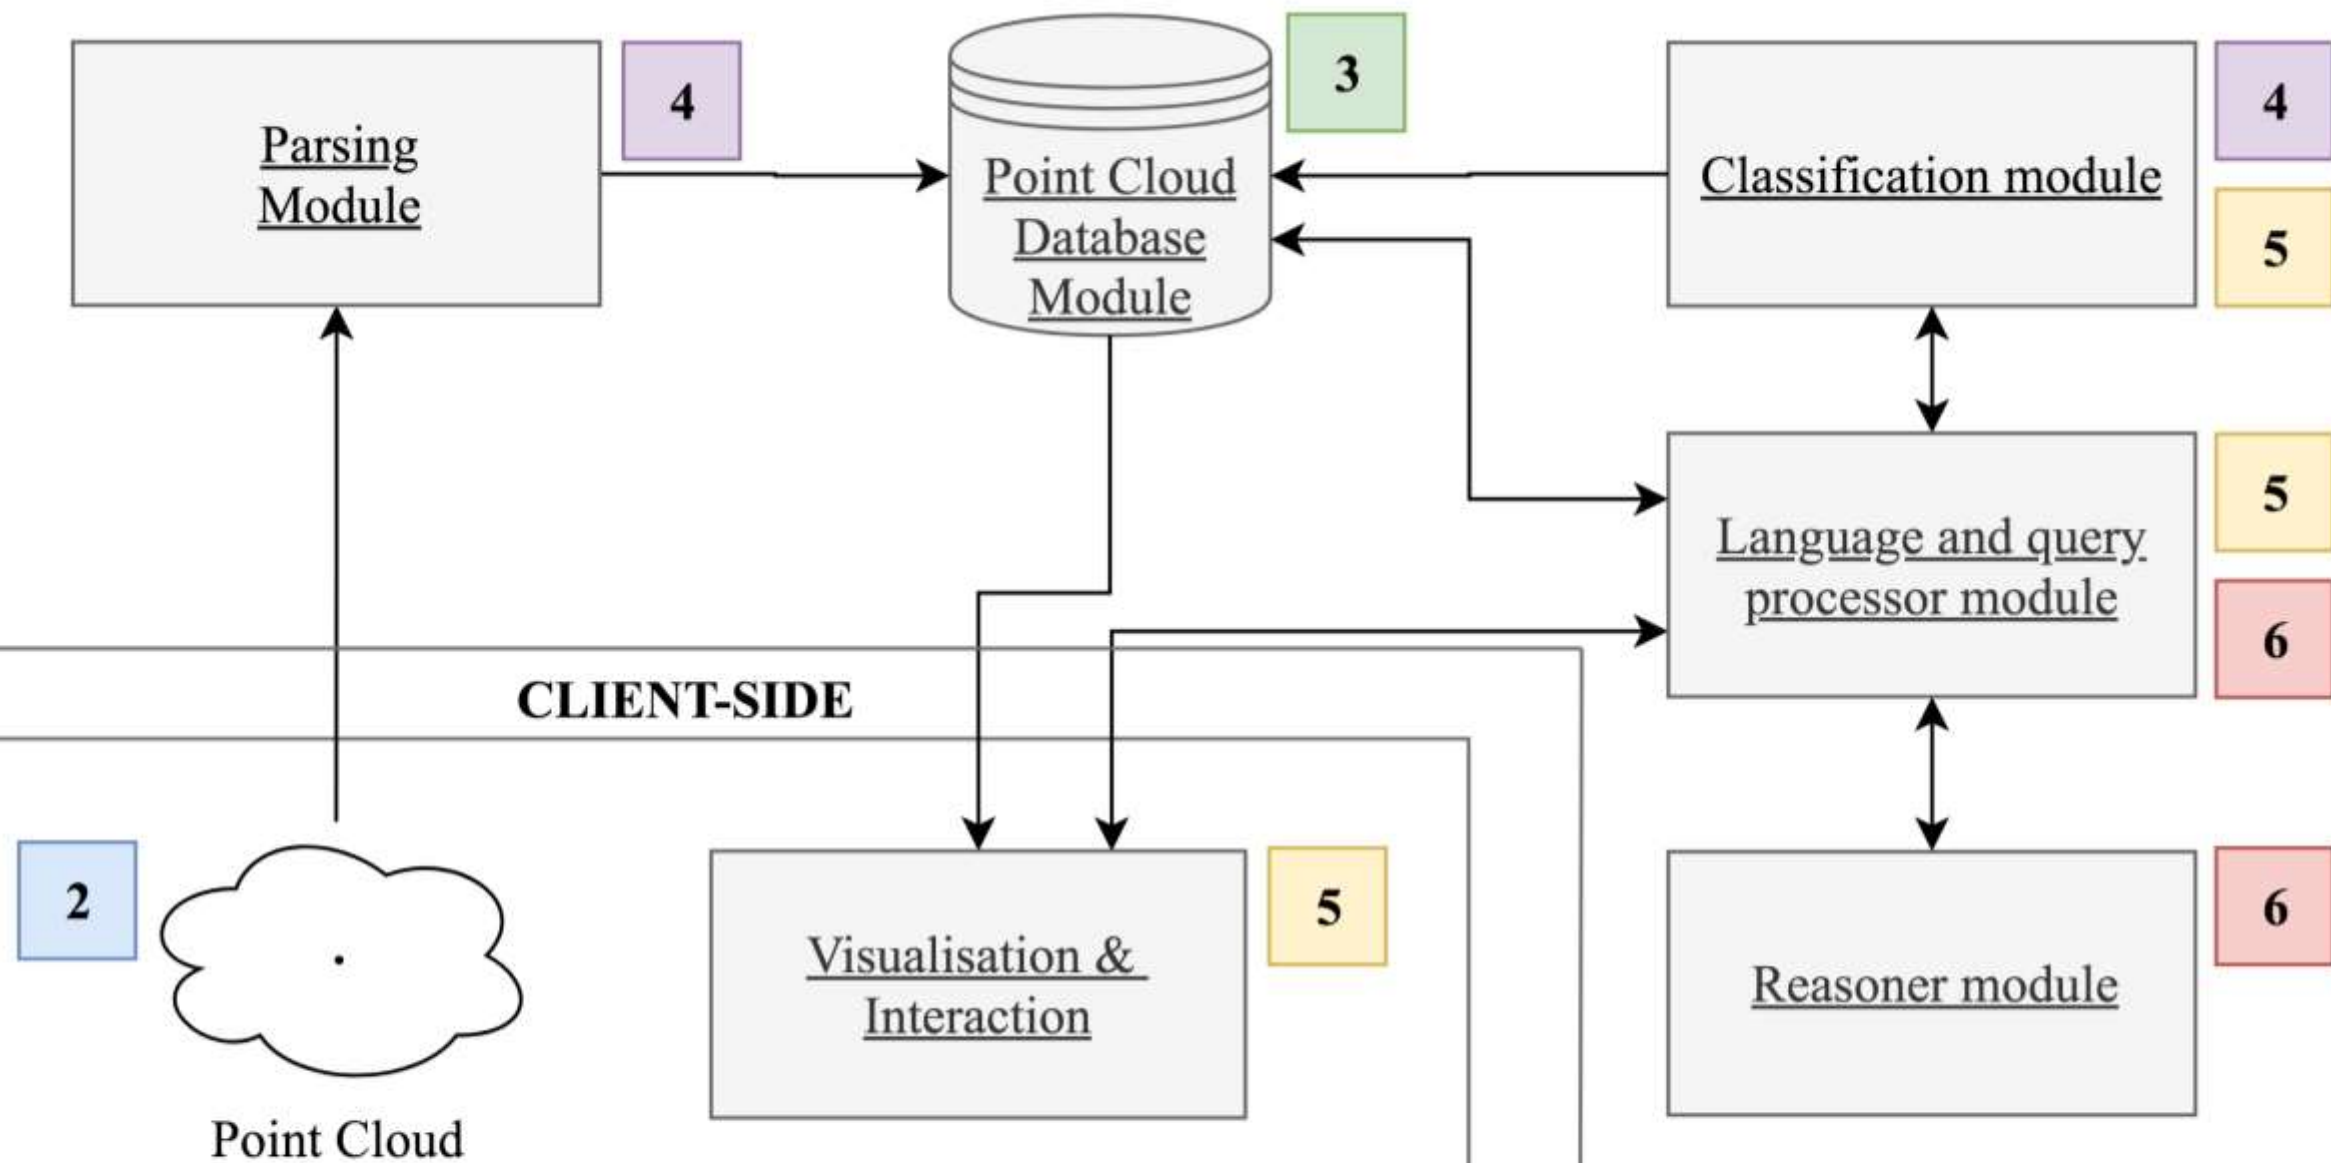 Parsing
Module
4
Point Cloud
Database
Module
3
Classification module
4
5
Language and query
processor module
5
6
CLIENT-SIDE
2
Point Cloud
Visualisation &
Interaction
5
Reasoner module
6